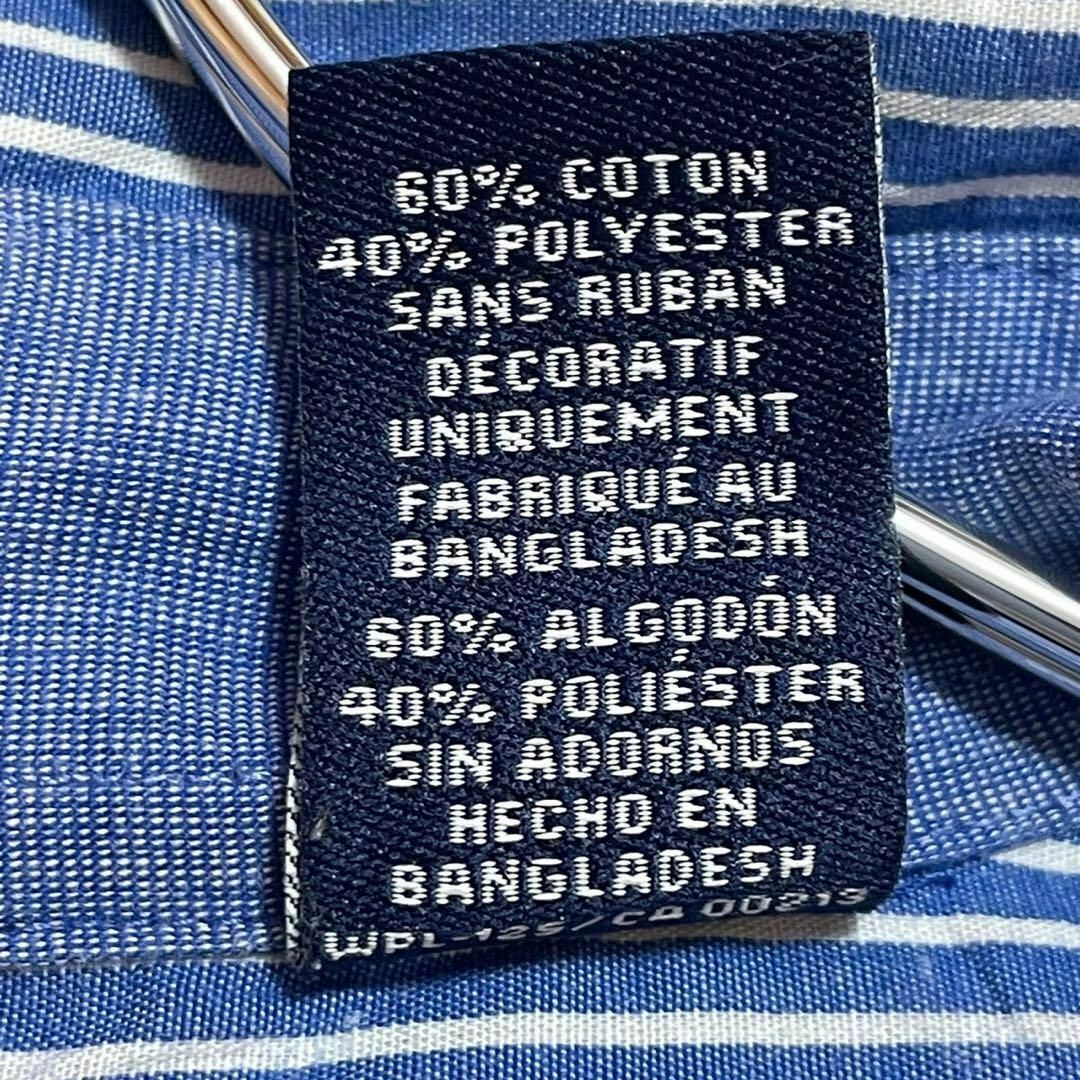 60% COTON
40% POLYESTER
SANS RUBAN
DÉCORATIF
UNIQUEMENT
FABRIQUÉ AU
BANGLADESH
60% ALGODÓN
40% POLIÉSTER
SIN ADORNOS
HECHO EN
BANGLADESH